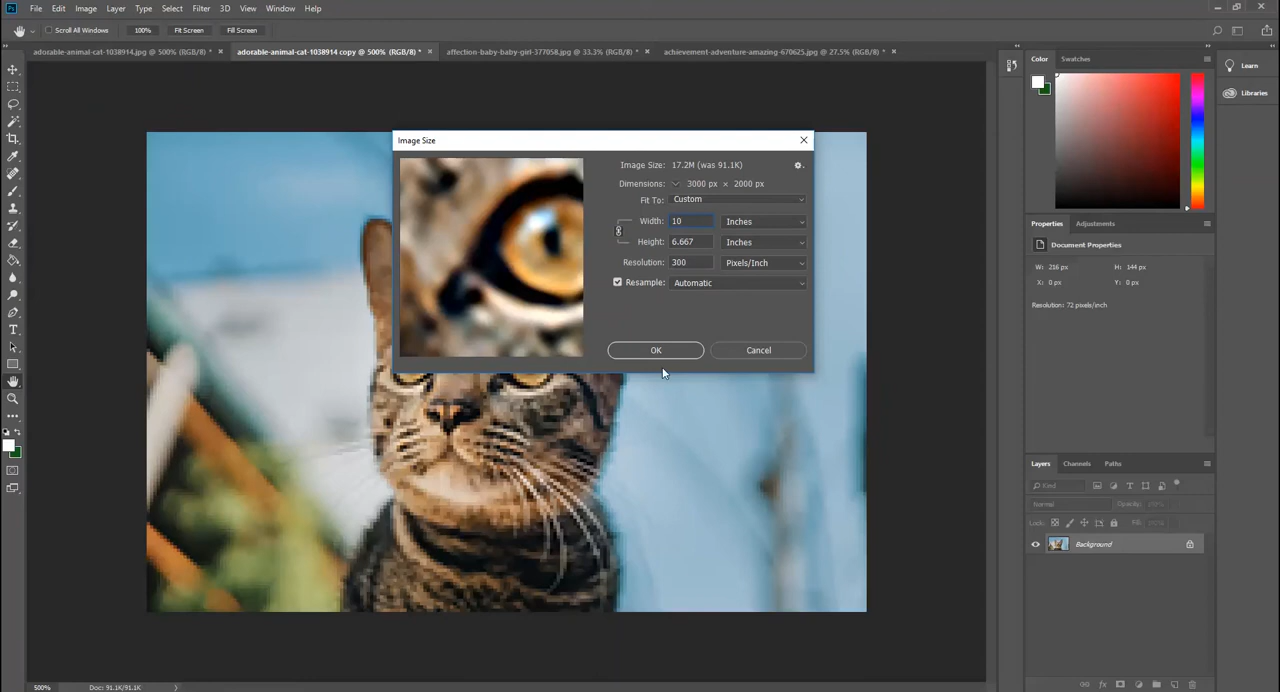 Ps File Edit Image Layer Type Select Filter 3D View Window Help
Scroll All Windows 100% Fit Screen Fill Screen
adorable-animal-cat-1038914.jpg @ 500% (RGB/8) * × adorable-animal-cat-1038914 copy @ 500% (RGB/8) * × affection-baby-baby-girl-377058.jpg @ 33.3% (RGB/8) * × achievement-adventure-amazing-670625.jpg @ 27.5% (RGB/8) * ×
Color Swatches
Learn
Libraries
Image Size
Image Size: 17.2M (was 91.1K)
Dimensions: 3000 px × 2000 px
Fit To: Custom
Width: 10 Inches
Height: 6.667 Inches
Resolution: 300 Pixels/Inch
Resample: Automatic
OK Cancel
Properties Adjustments
Document Properties
W: 216 px H: 144 px
X: 0 px Y: 0 px
Resolution: 72 pixels/inch
Layers Channels Paths
Kind
Normal Opacity: 100%
Lock: Fill: 100%
Background
500% Doc: 91.1K/91.1K